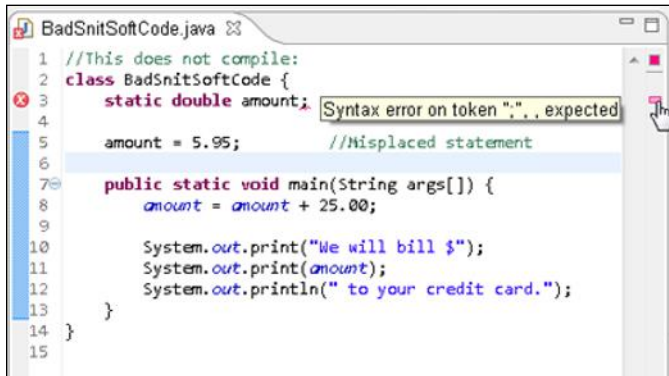 BadSnitSoftCode.java
1 //This does not compile:
2 class BadSnitSoftCode {
3 static double amount; Syntax error on token ";", , expected
4
5 amount = 5.95; //Misplaced statement
6
7 public static void main(String args[]) {
8 amount = amount + 25.00;
9
10 System.out.print("We will bill $");
11 System.out.print(amount);
12 System.out.println(" to your credit card.");
13 }
14 }
15